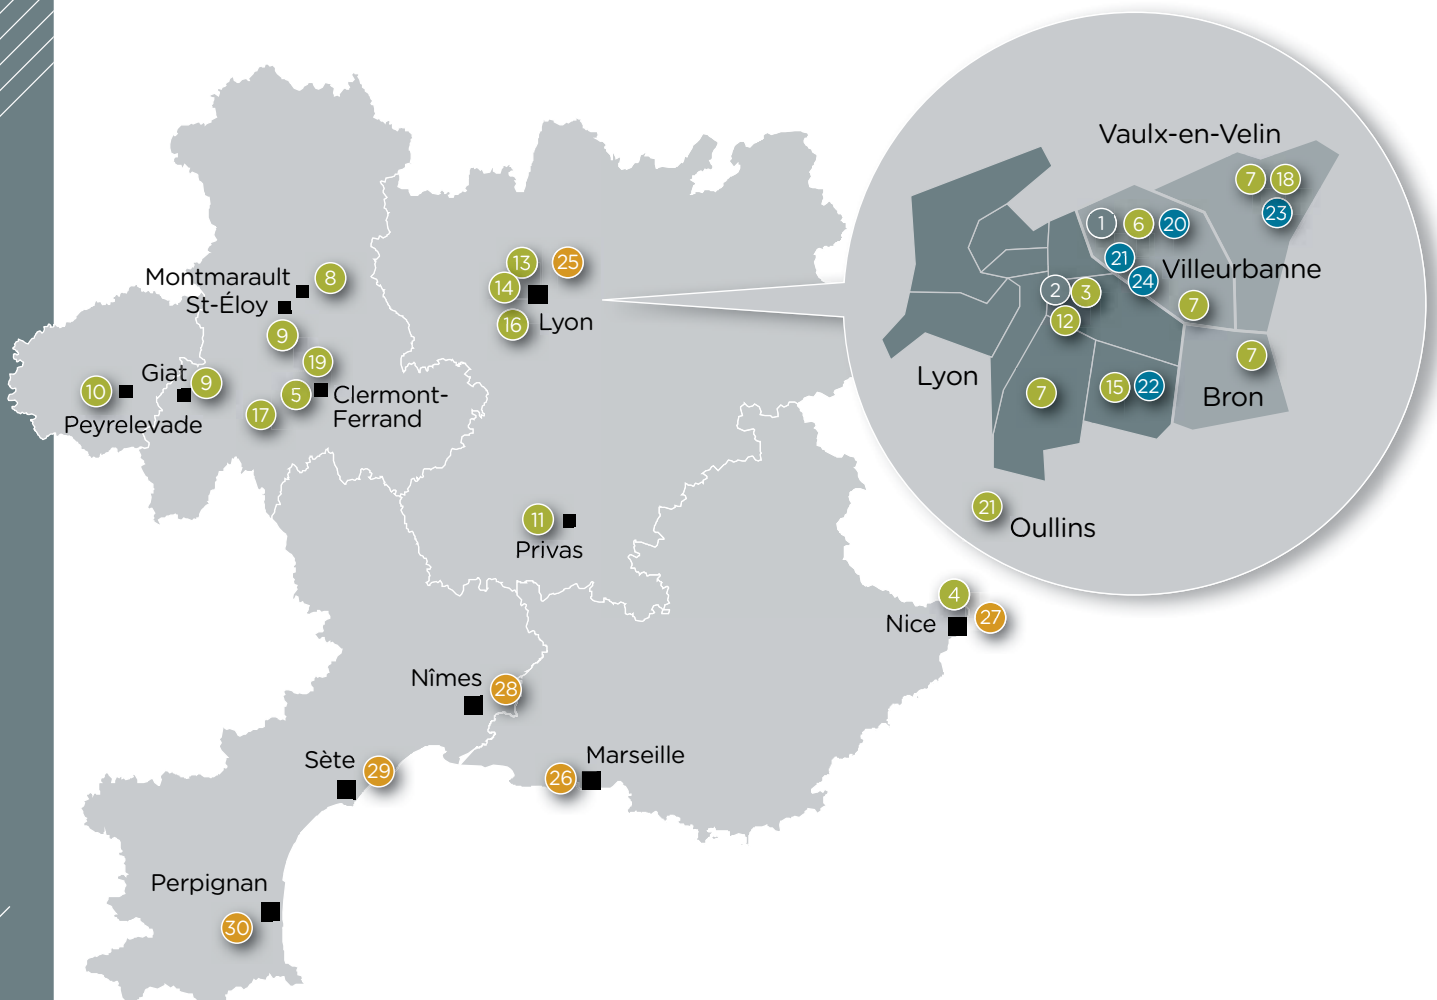 Vaulx-en-Velin
7 18
23
1 6 20
21
24
Villeurbanne
2 3
12
7
7
Lyon
7
15 22
Bron
21
Oullins
13 25
14
16
Lyon
Montmarault
8
St-Éloy
9
19
Giat
9
10
5
Clermont-
Ferrand
Peyrelevade
17
11
Privas
4
Nice
27
Nîmes
28
Sète
29
Marseille
26
Perpignan
30